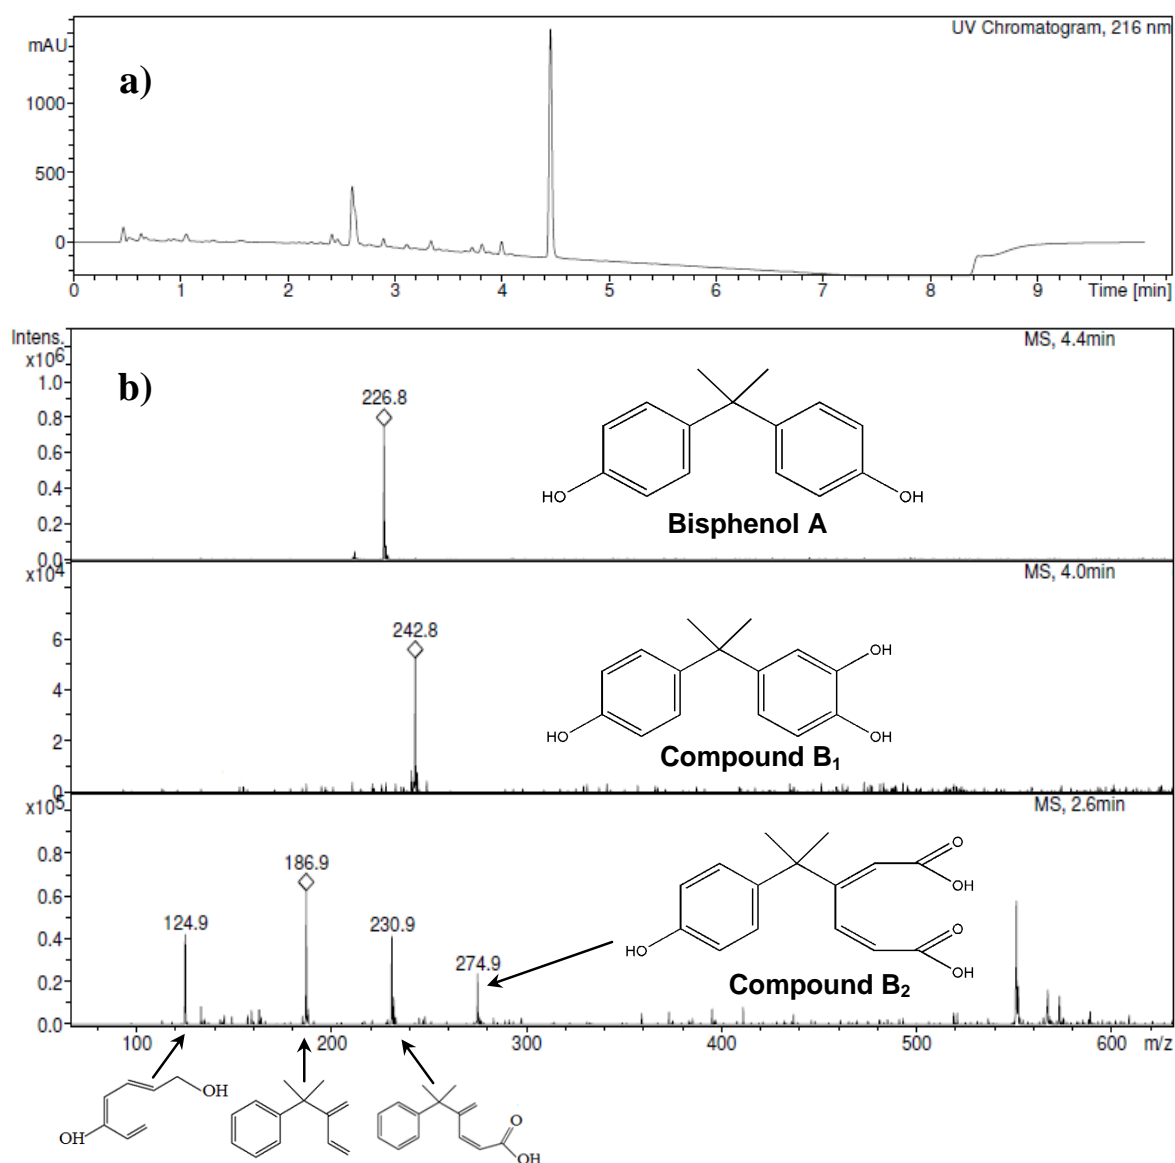 UV Chromatogram, 216 nm
mAU
a)
1000
500
0
0 1 2 3 4 5 6 7 8 9 Time [min]
Intens.
x10⁶
MS, 4.4min
b)
1.0
226.8
0.8
0.6
0.4
0.2
0.0
HO
OH
Bisphenol A
x10⁴
MS, 4.0min
242.8
6
4
2
0
OH
HO
OH
Compound B₁
x10⁵
MS, 2.6min
0.8
186.9
0.6
124.9
230.9
0.4
274.9
0.2
0.0
O
OH
O
HO
OH
Compound B₂
100 200 300 400 500 600 m/z
OH
OH
O
OH